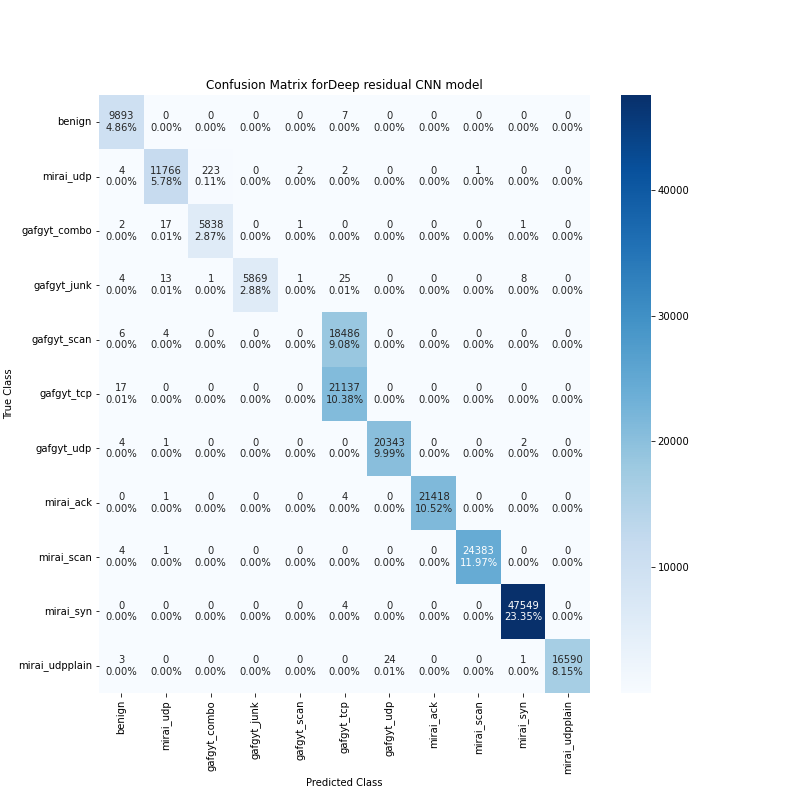 Confusion Matrix forDeep residual CNN model
benign
9893 0 0 0 0 7 0 0 0 0 0
4.86% 0.00% 0.00% 0.00% 0.00% 0.00% 0.00% 0.00% 0.00% 0.00% 0.00%
mirai_udp
4 11766 223 0 2 2 0 0 1 0 0
0.00% 5.78% 0.11% 0.00% 0.00% 0.00% 0.00% 0.00% 0.00% 0.00% 0.00%
gafgyt_combo
2 17 5838 0 1 0 0 0 0 1 0
0.00% 0.01% 2.87% 0.00% 0.00% 0.00% 0.00% 0.00% 0.00% 0.00% 0.00%
gafgyt_junk
4 13 1 5869 1 25 0 0 0 8 0
0.00% 0.01% 0.00% 2.88% 0.00% 0.01% 0.00% 0.00% 0.00% 0.00% 0.00%
gafgyt_scan
6 4 0 0 0 18486 0 0 0 0 0
0.00% 0.00% 0.00% 0.00% 0.00% 9.08% 0.00% 0.00% 0.00% 0.00% 0.00%
gafgyt_tcp
17 0 0 0 0 21137 0 0 0 0 0
0.01% 0.00% 0.00% 0.00% 0.00% 10.38% 0.00% 0.00% 0.00% 0.00% 0.00%
gafgyt_udp
4 1 0 0 0 0 20343 0 0 2 0
0.00% 0.00% 0.00% 0.00% 0.00% 0.00% 9.99% 0.00% 0.00% 0.00% 0.00%
mirai_ack
0 1 0 0 0 4 0 21418 0 0 0
0.00% 0.00% 0.00% 0.00% 0.00% 0.00% 0.00% 10.52% 0.00% 0.00% 0.00%
mirai_scan
4 1 0 0 0 0 0 0 24383 0 0
0.00% 0.00% 0.00% 0.00% 0.00% 0.00% 0.00% 0.00% 11.97% 0.00% 0.00%
mirai_syn
0 0 0 0 0 4 0 0 0 47549 0
0.00% 0.00% 0.00% 0.00% 0.00% 0.00% 0.00% 0.00% 0.00% 23.35% 0.00%
mirai_udpplain
3 0 0 0 0 0 24 0 0 1 16590
0.00% 0.00% 0.00% 0.00% 0.00% 0.00% 0.01% 0.00% 0.00% 0.00% 8.15%
True Class
benign
mirai_udp
gafgyt_combo
gafgyt_junk
gafgyt_scan
gafgyt_tcp
gafgyt_udp
mirai_ack
mirai_scan
mirai_syn
mirai_udpplain
Predicted Class
40000
30000
20000
10000